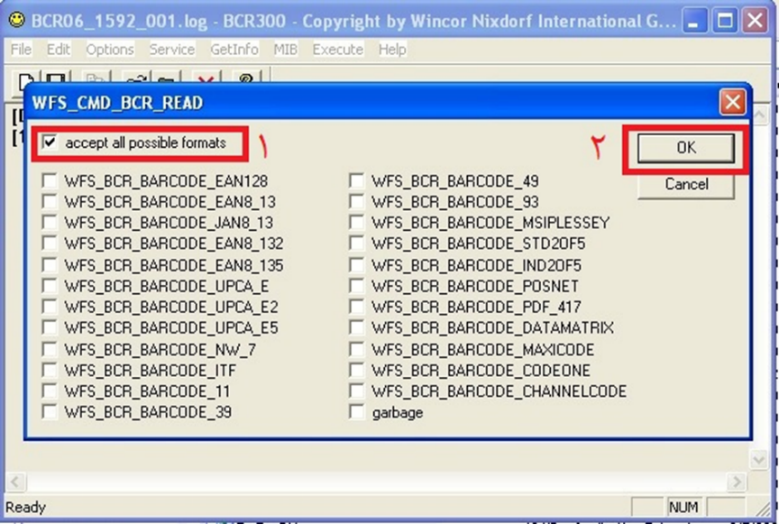 BCR06_1592_001.log - BCR300 - Copyright by Wincor Nixdorf International G...
File Edit Options Service GetInfo MIB Execute Help
WFS_CMD_BCR_READ
accept all possible formats
۱
۲
OK
Cancel
WFS_BCR_BARCODE_EAN128
WFS_BCR_BARCODE_EAN8_13
WFS_BCR_BARCODE_JAN8_13
WFS_BCR_BARCODE_EAN8_132
WFS_BCR_BARCODE_EAN8_135
WFS_BCR_BARCODE_UPCA_E
WFS_BCR_BARCODE_UPCA_E2
WFS_BCR_BARCODE_UPCA_E5
WFS_BCR_BARCODE_NW_7
WFS_BCR_BARCODE_ITF
WFS_BCR_BARCODE_11
WFS_BCR_BARCODE_39
WFS_BCR_BARCODE_49
WFS_BCR_BARCODE_93
WFS_BCR_BARCODE_MSIPLESSEY
WFS_BCR_BARCODE_STD2OF5
WFS_BCR_BARCODE_IND2OF5
WFS_BCR_BARCODE_POSNET
WFS_BCR_BARCODE_PDF_417
WFS_BCR_BARCODE_DATAMATRIX
WFS_BCR_BARCODE_MAXICODE
WFS_BCR_BARCODE_CODEONE
WFS_BCR_BARCODE_CHANNELCODE
garbage
Ready
NUM